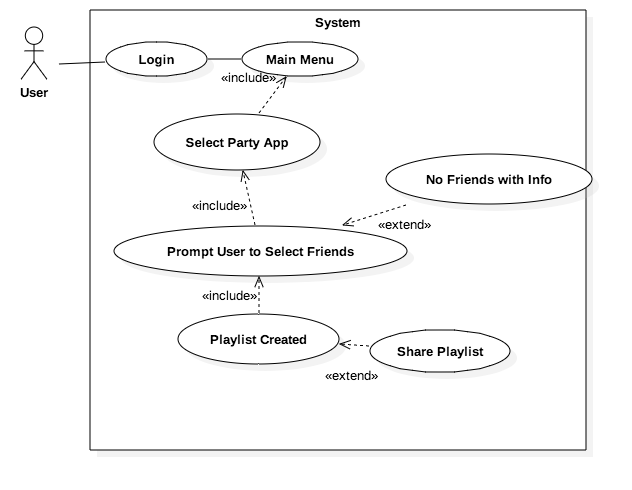 System
Login
Main Menu
User
«include»
Select Party App
No Friends with Info
«include»
«extend»
Prompt User to Select Friends
«include»
Playlist Created
Share Playlist
«extend»